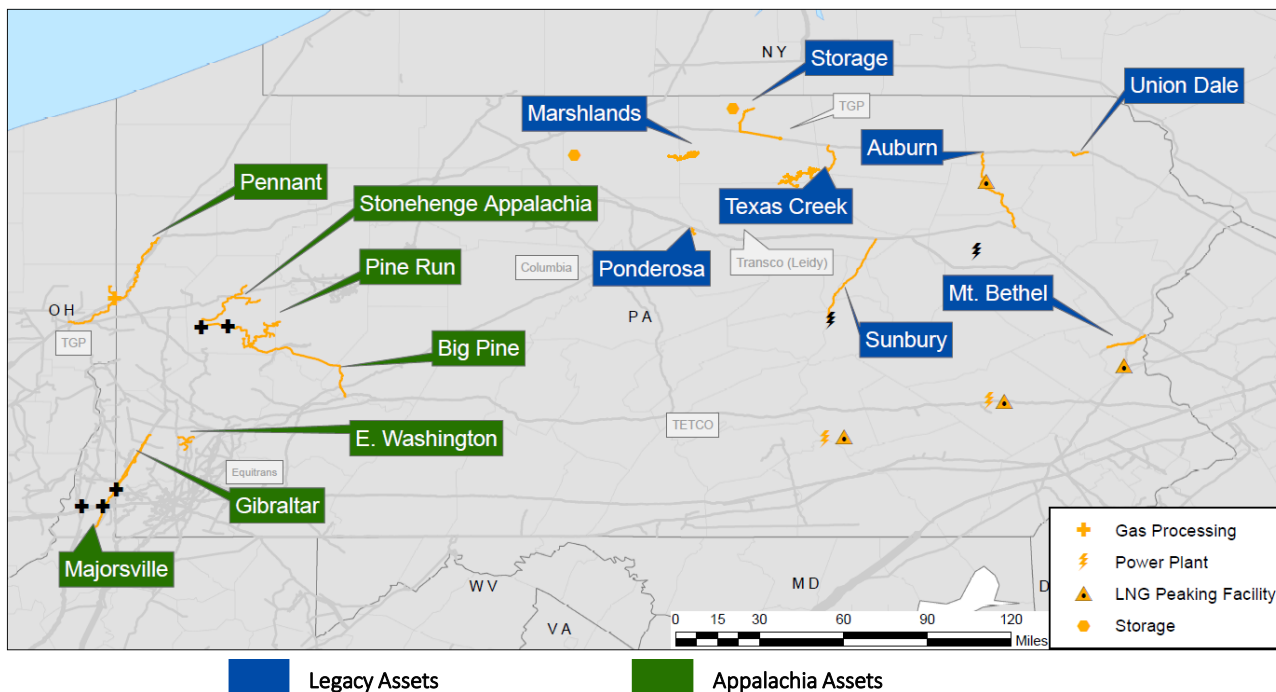 NY
Storage
TGP
Union Dale
Marshlands
Auburn
Pennant
Stonehenge Appalachia
Texas Creek
Pine Run
Columbia
Ponderosa
Transco (Leidy)
OH
Mt. Bethel
PA
TGP
Big Pine
Sunbury
E. Washington
TETCO
Equitrans
Gibraltar
Majorsville
WV
MD
D
VA
0 15 30 60 90 120
Miles
Gas Processing
Power Plant
LNG Peaking Facility
Storage
Legacy Assets
Appalachia Assets